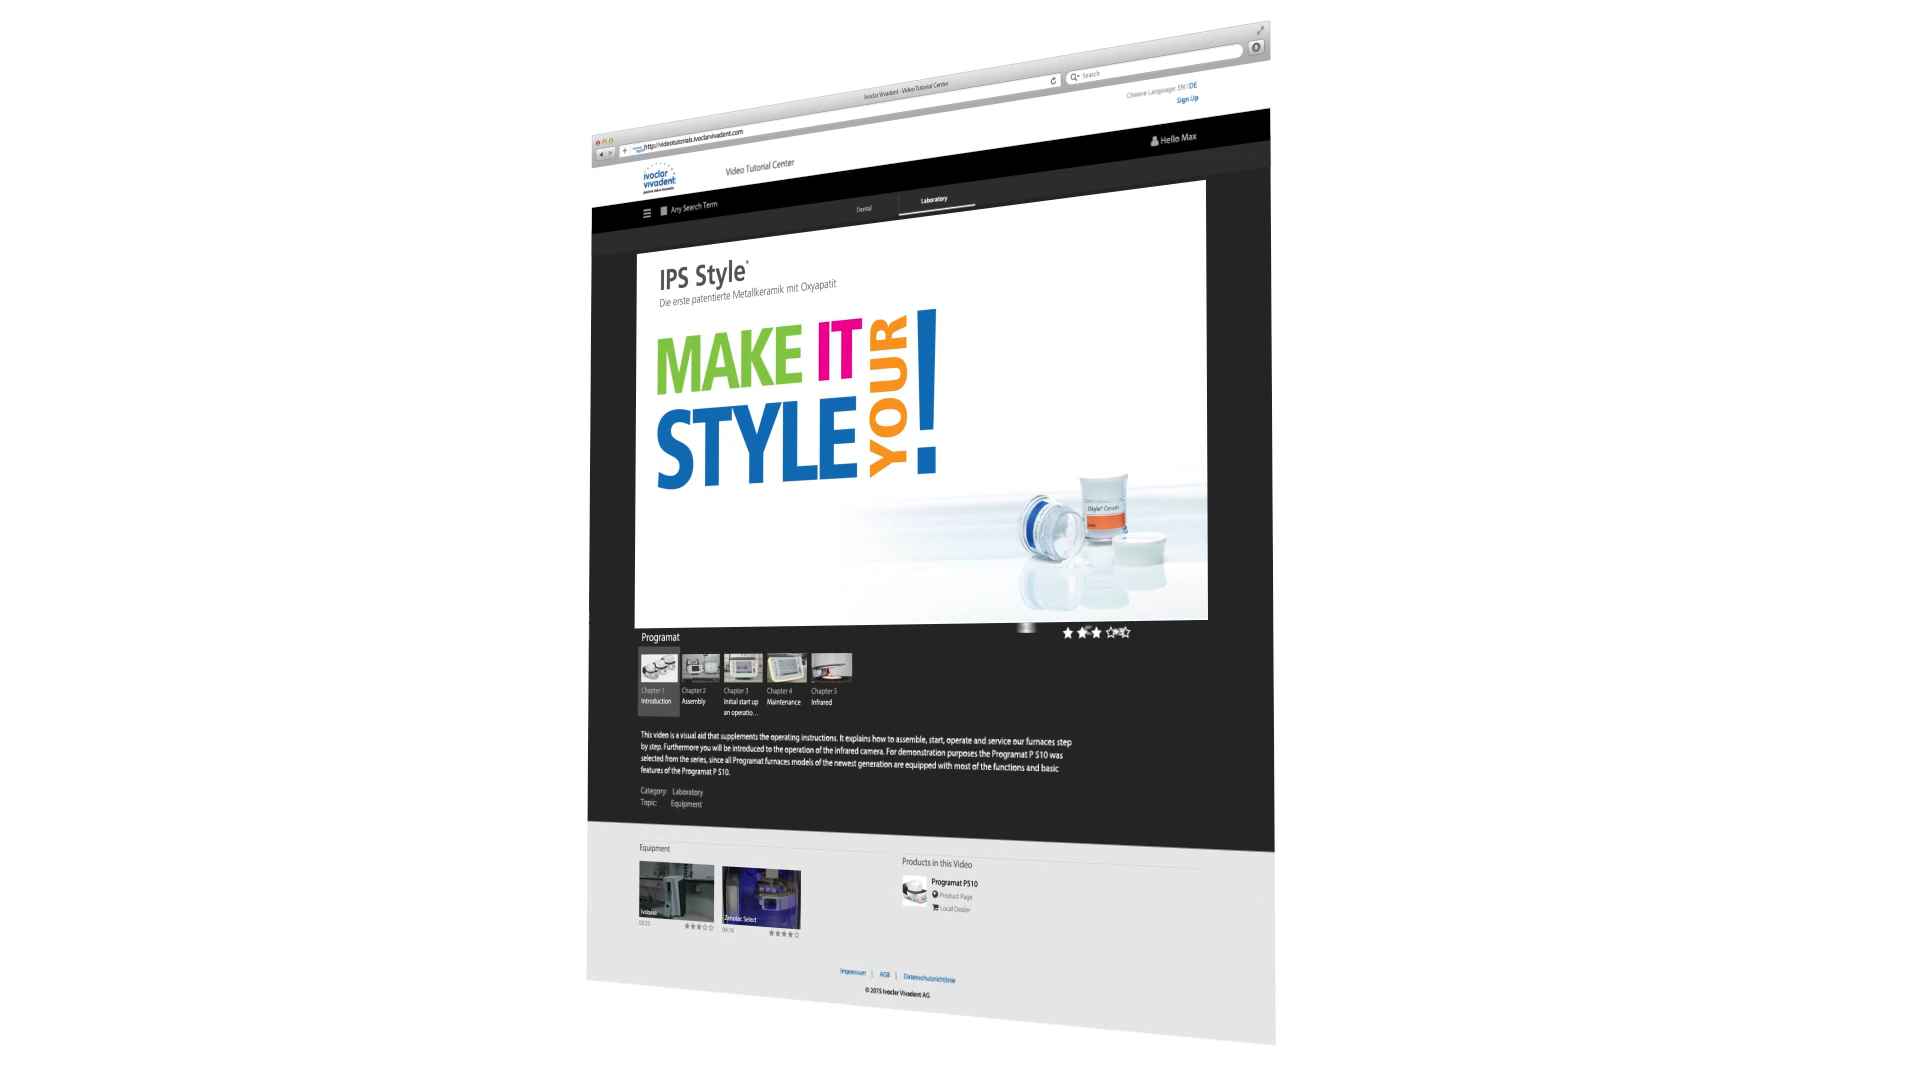 Ivoclar Vivadent - Video Tutorial Center
http://videotutorials.ivoclarvivadent.com
Search
Choose Language: EN | DE
Sign Up
ivoclar
vivadent:
Video Tutorial Center
Hello Max
Any Search Term
Dental
Laboratory
IPS Style®
Die erste patentierte Metallkeramik mit Oxyapatit
MAKE IT
STYLE
YOUR
!
IPS Style® Ceram
Programat
Chapter 1
Introduction
Chapter 2
Assembly
Chapter 3
Initial start up
an operatio...
Chapter 4
Maintenance
Chapter 5
Infrared
This video is a visual aid that supplements the operating instructions. It explains how to assemble, start, operate and service our furnaces step
by step. Furthermore you will be introduced to the operation of the infrared camera. For demonstration purposes the Programat P 510 was
selected from the series, since all Programat furnaces models of the newest generation are equipped with most of the functions and basic
features of the Programat P 510.
Category: Laboratory
Topic: Equipment
Equipment
Ivobase
03:20
Zenotec Select
04:16
Products in this Video
Programat P510
Product Page
Local Dealer
Impressum | AGB | Datenschutzrichtlinie
© 2015 Ivoclar Vivadent AG